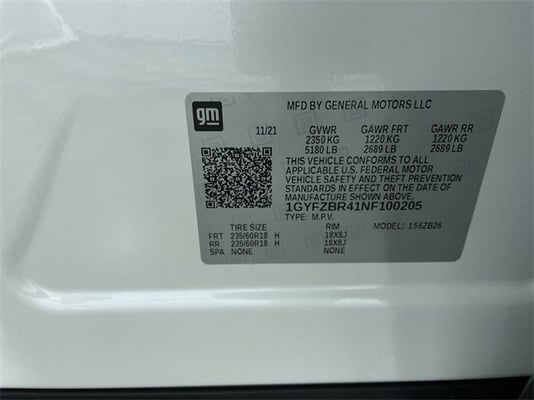 gm
MFD BY GENERAL MOTORS LLC
11/21 GVWR GAWR FRT GAWR RR
2350 KG 1220 KG 1220 KG
5180 LB 2689 LB 2689 LB
THIS VEHICLE CONFORMS TO ALL
APPLICABLE U.S. FEDERAL MOTOR
VEHICLE SAFETY AND THEFT PREVENTION
STANDARDS IN EFFECT ON THE DATE OF
MANUFACTURE SHOWN ABOVE.
1GYFZBR41NF100205
TYPE: M.P.V.
TIRE SIZE RIM MODEL: 156ZB26
FRT 235/60R18 H 18X8J
RR 235/60R18 H 18X8J
SPA NONE NONE